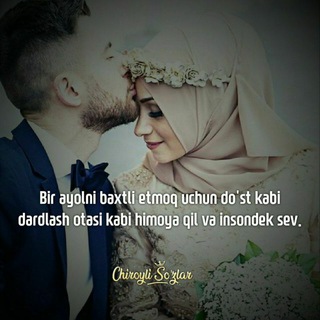 Bir ayolni baxtli etmoq uchun do'st kabi
dardlash otasi kabi himoya qil va insondek sev.
Chiroyli So'zlar